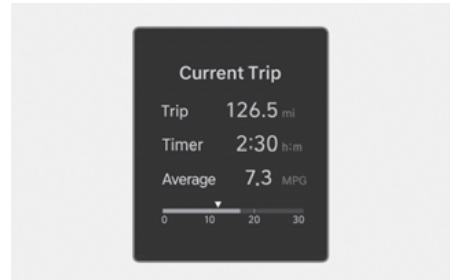 Current Trip
Trip 126.5 mi
Timer 2:30 h:m
Average 7.3 MPG
0 10 20 30